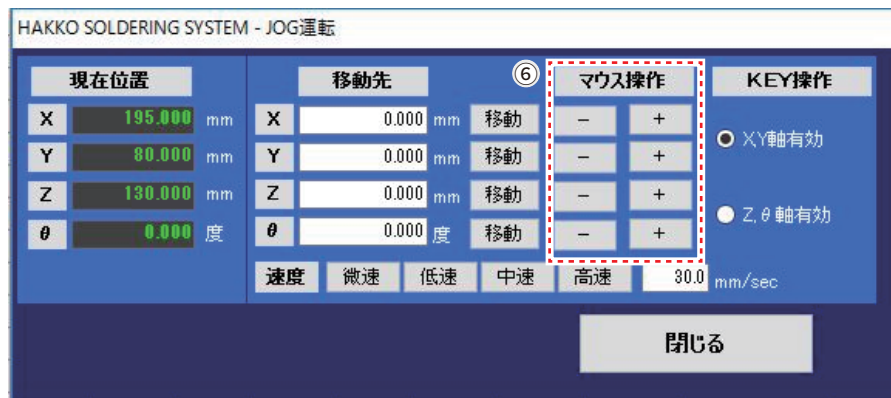 HAKKO SOLDERING SYSTEM - JOG運転
現在位置 移動先 ⑥ マウス操作 KEY操作
X 195.000 mm X 0.000 mm 移動 － ＋
Y 80.000 mm Y 0.000 mm 移動 － ＋ X,Y軸有効
Z 130.000 mm Z 0.000 mm 移動 － ＋
θ 0.000 度 θ 0.000 度 移動 － ＋ Z,θ軸有効
速度 微速 低速 中速 高速 30.0 mm/sec
閉じる